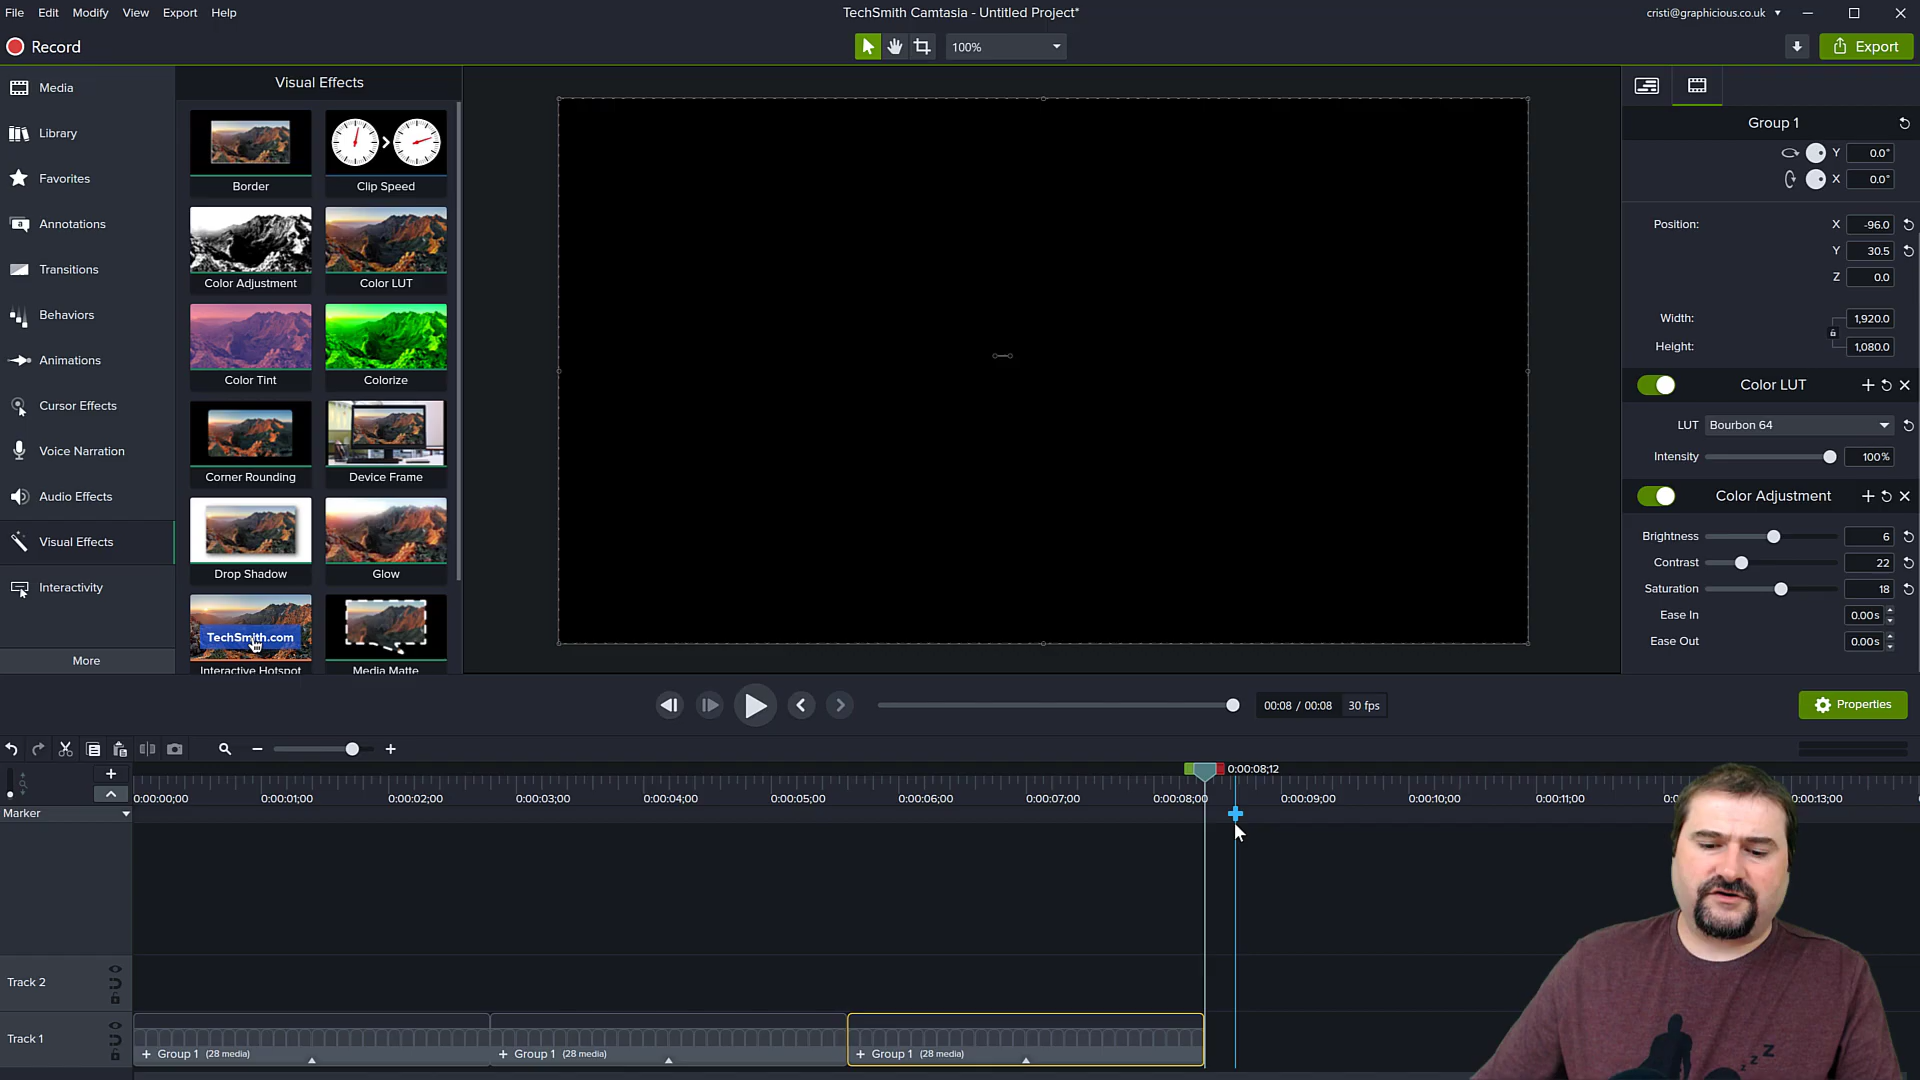 File Edit Modify View Export Help
TechSmith Camtasia - Untitled Project*
cristi@graphicious.co.uk
Record
100%
Export
Media
Library
Favorites
Annotations
Transitions
Behaviors
Animations
Cursor Effects
Voice Narration
Audio Effects
Visual Effects
Interactivity
More
Visual Effects
Border
Clip Speed
Color Adjustment
Color LUT
Color Tint
Colorize
Corner Rounding
Device Frame
Drop Shadow
Glow
TechSmith.com
Interactive Hotspot
Media Matte
Group 1
Y 0.0°
X 0.0°
Position: X -96.0
Y 30.5
Z 0.0
Width: 1,920.0
Height: 1,080.0
Color LUT
LUT Bourbon 64
Intensity 100%
Color Adjustment
Brightness 6
Contrast 22
Saturation 18
Ease In 0.00s
Ease Out 0.00s
00:08 / 00:08 30 fps
Properties
0:00:08;12
0:00:00;00 0:00:01;00 0:00:02;00 0:00:03;00 0:00:04;00 0:00:05;00 0:00:06;00 0:00:07;00 0:00:08;00 0:00:09;00 0:00:10;00 0:00:11;00
Marker
Track 2
Track 1
+ Group 1 (28 media) + Group 1 (28 media) + Group 1 (28 media)
z z Z